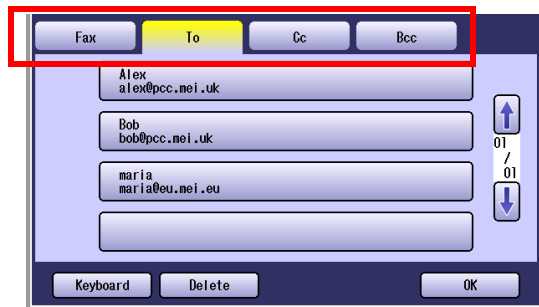 Fax To Cc Bcc
Alex
alex@pcc.mei.uk
Bob
bob@pcc.mei.uk
01
/
01
maria
maria@eu.mei.eu
Keyboard Delete OK